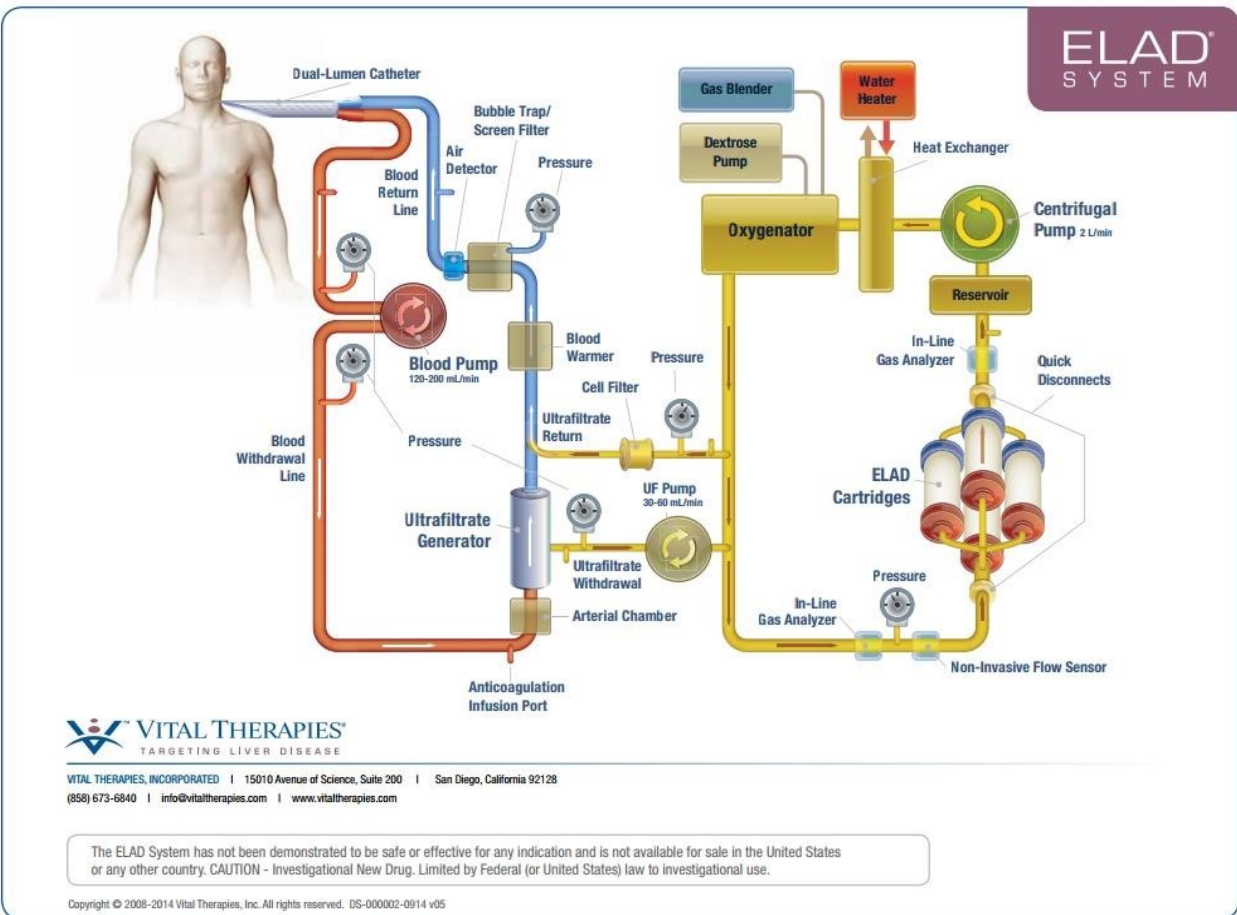 ELAD®
SYSTEM
Dual-Lumen Catheter
Bubble Trap/
Screen Filter
Air
Detector
Pressure
Blood
Return
Line
Gas Blender
Water
Heater
Dextrose
Pump
Heat Exchanger
Oxygenator
Centrifugal
Pump 2 L/min
Reservoir
Blood Pump
120-200 mL/min
Blood
Warmer
Pressure
Cell Filter
In-Line
Gas Analyzer
Quick
Disconnects
Ultrafiltrate
Return
Blood
Withdrawal
Line
Pressure
ELAD
Cartridges
UF Pump
30-60 mL/min
Ultrafiltrate
Generator
Ultrafiltrate
Withdrawal
Pressure
In-Line
Gas Analyzer
Arterial Chamber
Non-Invasive Flow Sensor
Anticoagulation
Infusion Port
VITAL THERAPIES®
TARGETING LIVER DISEASE
VITAL THERAPIES, INCORPORATED | 15010 Avenue of Science, Suite 200 | San Diego, California 92128
(858) 673-6840 | info@vitaltherapies.com | www.vitaltherapies.com
The ELAD System has not been demonstrated to be safe or effective for any indication and is not available for sale in the United States
or any other country. CAUTION - Investigational New Drug. Limited by Federal (or United States) law to investigational use.
Copyright © 2008-2014 Vital Therapies, Inc. All rights reserved. DS-000002-0914 v05